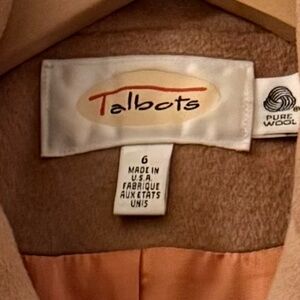 Talbots
PURE
WOOL
6
MADE IN
U.S.A.
FABRIQUE
AUX ETATS
UNIS